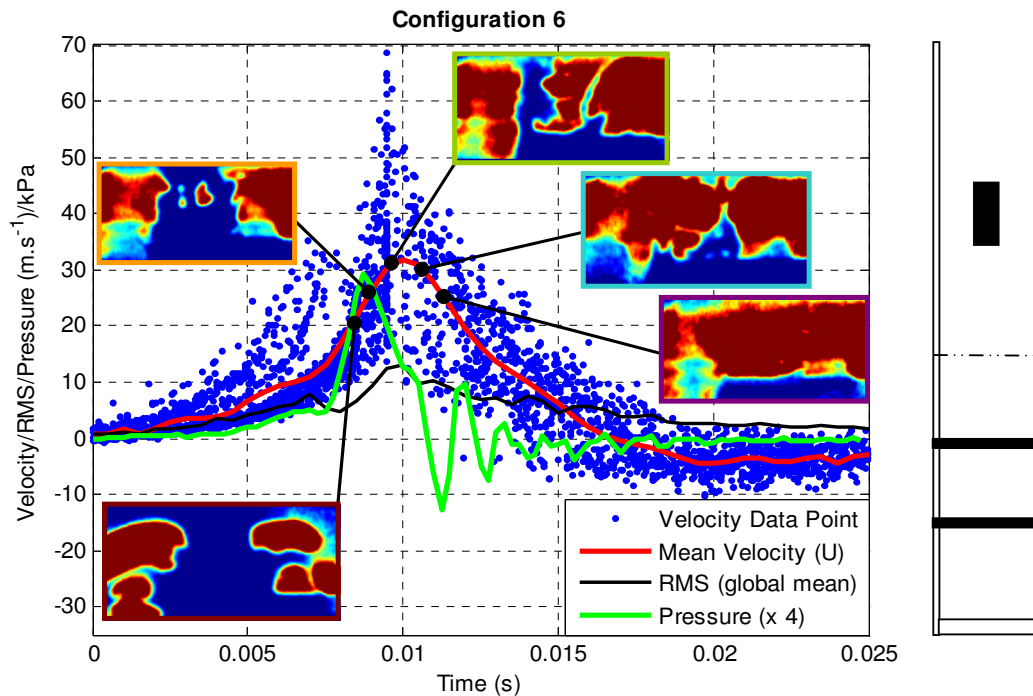 Configuration 6
Velocity/RMS/Pressure (m.s⁻¹)/kPa
70
60
50
40
30
20
10
0
-10
-20
-30
0
0.005
0.01
0.015
0.02
0.025
Time (s)
Velocity Data Point
Mean Velocity (U)
RMS (global mean)
Pressure (x 4)